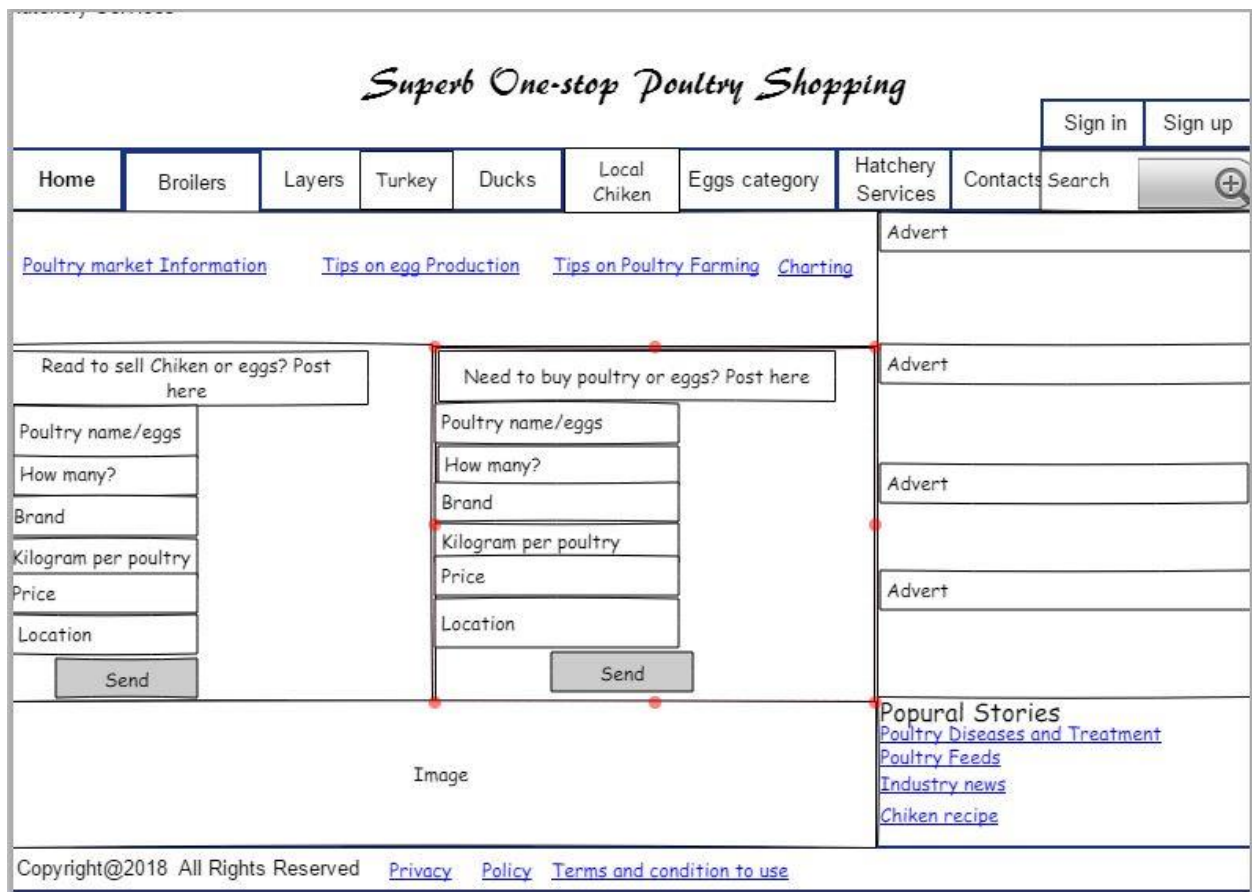 Superb One-stop Poultry Shopping
Sign in Sign up
Home Broilers Layers Turkey Ducks Local Chiken Eggs category Hatchery Services Contacts Search
Advert
Poultry market Information Tips on egg Production Tips on Poultry Farming Charting
Read to sell Chiken or eggs? Post
here
Poultry name/eggs
How many?
Brand
Kilogram per poultry
Price
Location
Send
Need to buy poultry or eggs? Post here
Poultry name/eggs
How many?
Brand
Kilogram per poultry
Price
Location
Send
Advert
Advert
Advert
Image
Popural Stories
Poultry Diseases and Treatment
Poultry Feeds
Industry news
Chiken recipe
Copyright@2018 All Rights Reserved Privacy Policy Terms and condition to use